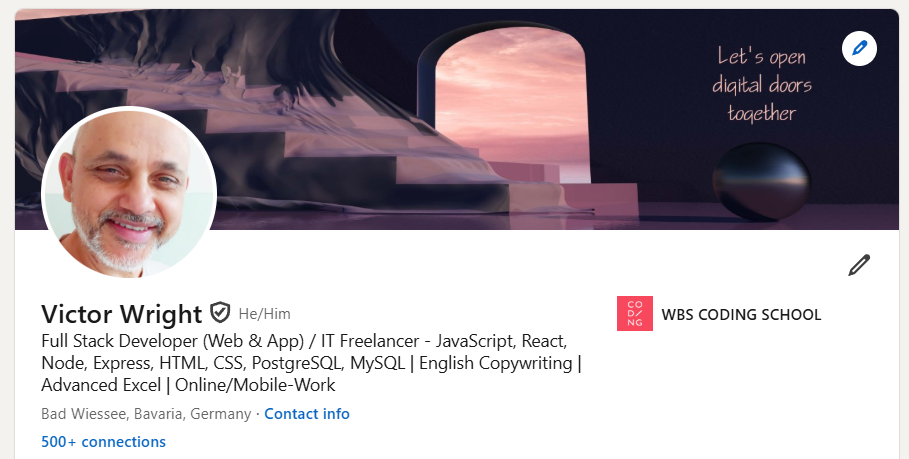 Let's open
digital doors
together
Victor Wright He/Him
Full Stack Developer (Web & App) / IT Freelancer - JavaScript, React,
Node, Express, HTML, CSS, PostgreSQL, MySQL | English Copywriting |
Advanced Excel | Online/Mobile-Work
Bad Wiessee, Bavaria, Germany · Contact info
500+ connections
CO
D/
NG
WBS CODING SCHOOL